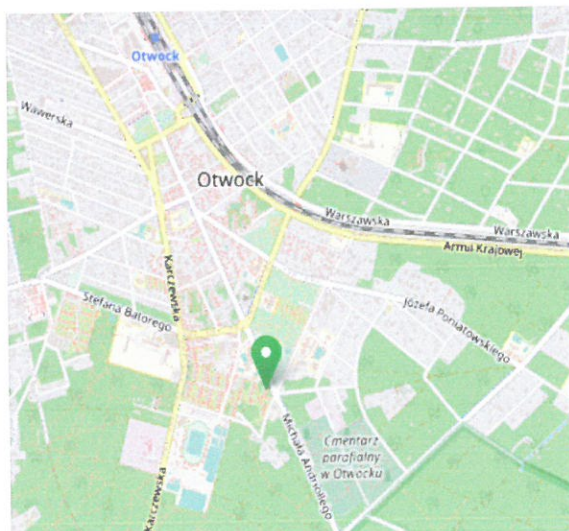 Otwock
Wawerska
Otwock
Warszawska
Warszawska
Armii Krajowej
Karczewska
Stefana Batorego
Józefa Poniatowskiego
Michała Andriollego
Cmentarz
parafialny
w Otwocku
Karczewska